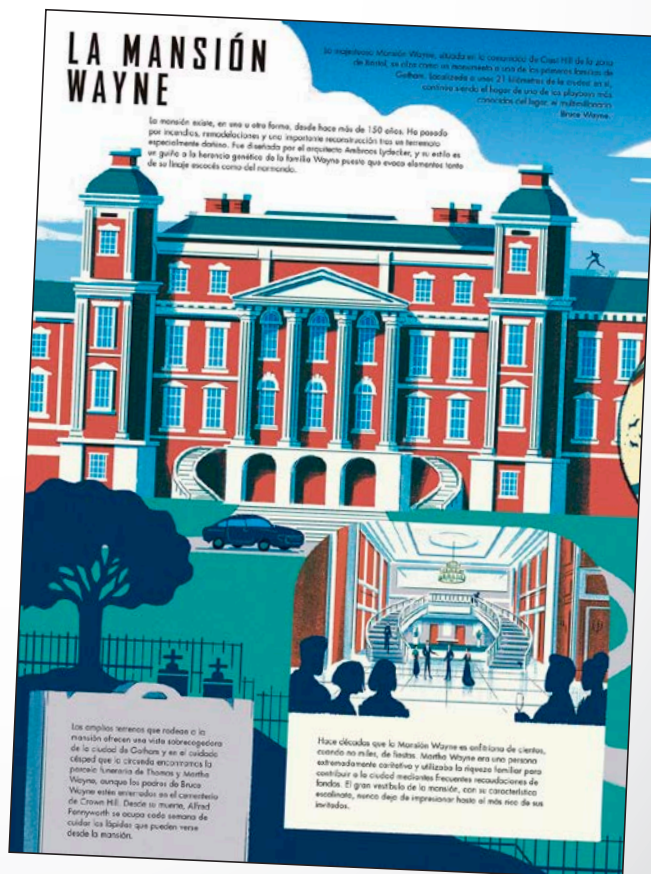 LA MANSIÓN
WAYNE
La majestuosa Mansión Wayne, situada en la comunidad de Crest Hill de la zona
de Bristol, se alza como un monumento a una de las primeras familias de
Gotham. Localizada a unos 21 kilómetros de la ciudad en sí,
continúa siendo el hogar de uno de los playboys más
conocidos del lugar, el multimillonario
Bruce Wayne.
La mansión existe, en una u otra forma, desde hace más de 150 años. Ha pasado
por incendios, remodelaciones y una importante reconstrucción tras un terremoto
especialmente dañino. Fue diseñada por el arquitecto Ambroos Lydecker, y su estilo es
un guiño a la herencia genética de la familia Wayne puesto que evoca elementos tanto
de su linaje escocés como del normando.
Los amplios terrenos que rodean a la
mansión ofrecen una vista sobrecogedora
de la ciudad de Gotham y en el cuidado
césped que la circunda encontramos la
parcela funeraria de Thomas y Martha
Wayne, aunque los padres de Bruce
Wayne estén enterrados en el cementerio
de Crown Hill. Desde su muerte, Alfred
Pennyworth se ocupa cada semana de
cuidar las lápidas que pueden verse
desde la mansión.
Hace décadas que la Mansión Wayne es anfitriona de cientos,
cuando no miles, de fiestas. Martha Wayne era una persona
extremadamente caritativa y utilizaba la riqueza familiar para
contribuir a la ciudad mediantes frecuentes recaudaciones de
fondos. El gran vestíbulo de la mansión, con su característica
escalinata, nunca deja de impresionar hasta al más rico de sus
invitados.